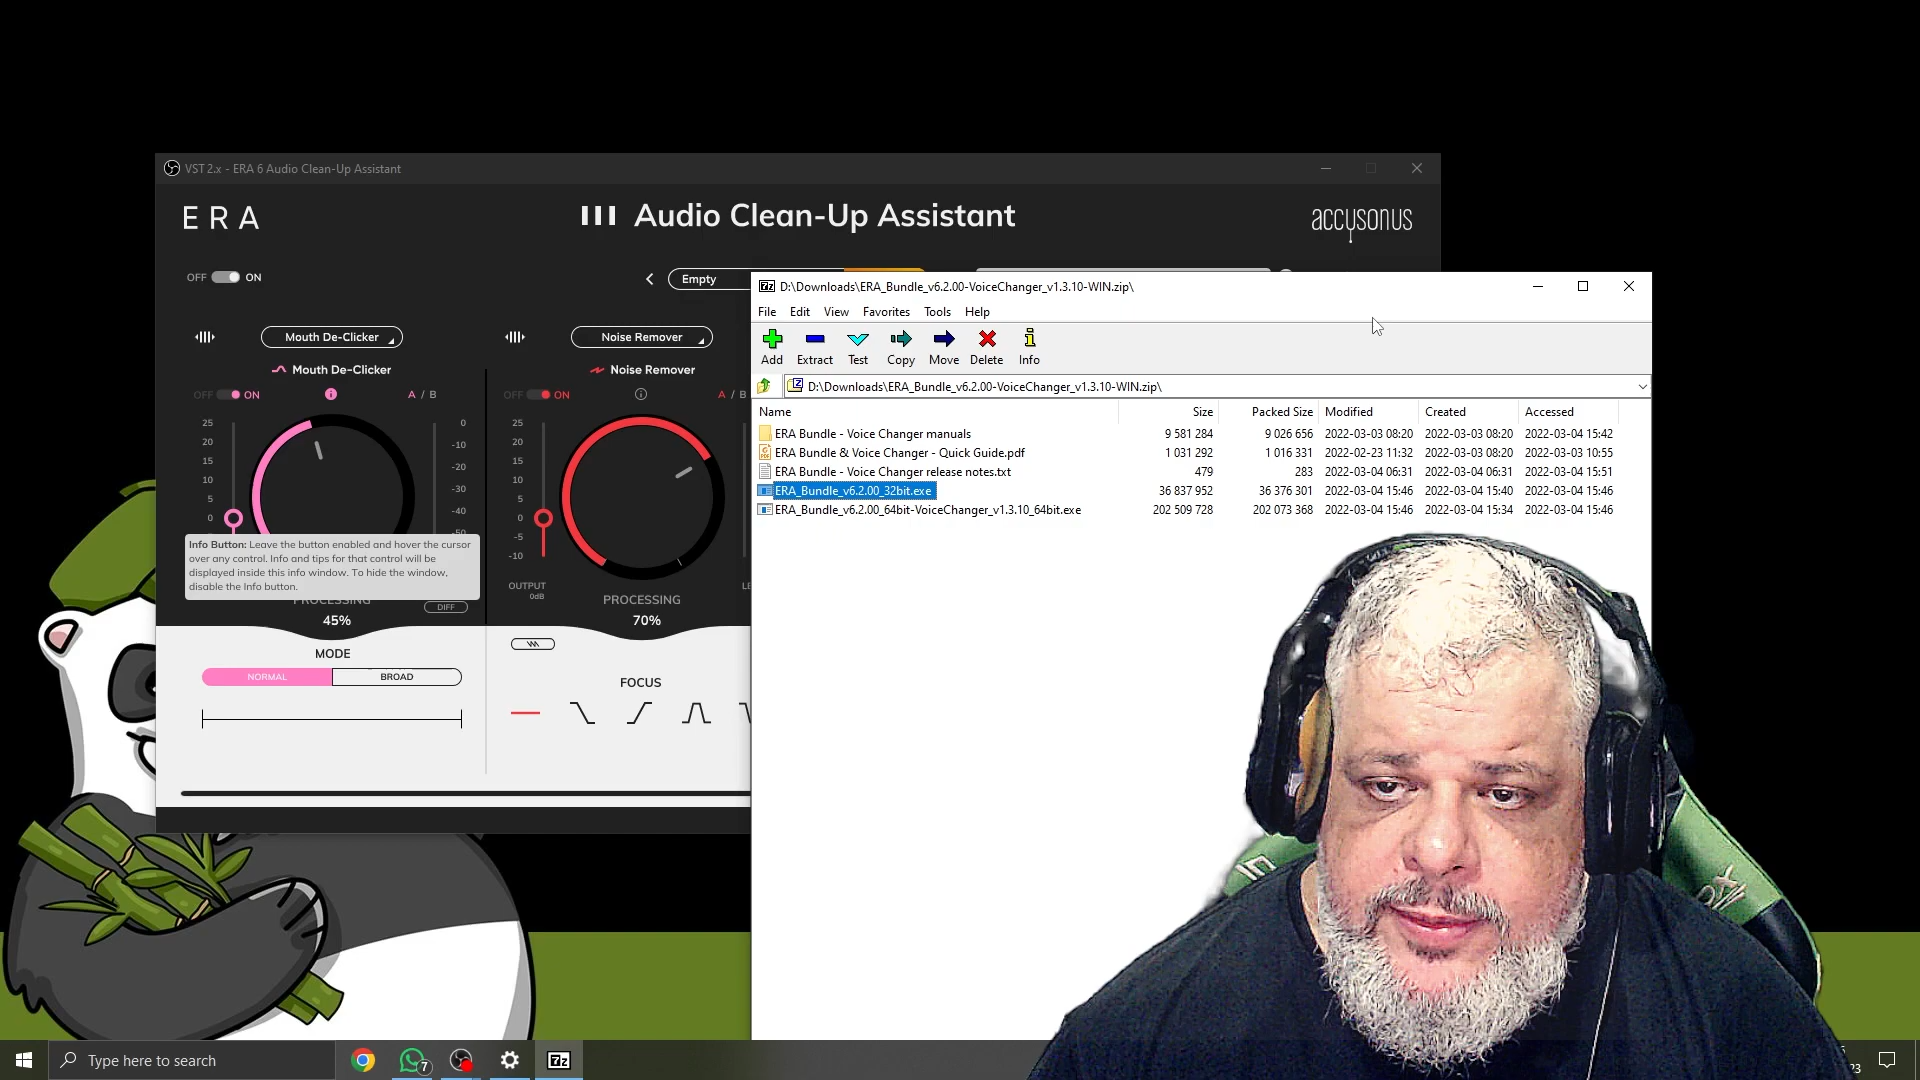 VST 2.x - ERA 6 Audio Clean-Up Assistant
ERA
Audio Clean-Up Assistant
accusonus
OFF ON
Empty
Mouth De-Clicker
Noise Remover
Mouth De-Clicker
Noise Remover
OFF ON
A / B
OFF ON
A / B
25
20
15
10
5
0
0
-10
-20
-30
-40
-50
25
20
15
10
5
0
-5
-10
Info Button: Leave the button enabled and hover the cursor
over any control. Info and tips for that control will be
displayed inside this info window. To hide the window,
disable the Info button.
OUTPUT
0dB
PROCESSING
45%
DIFF
PROCESSING
70%
MODE
NORMAL
BROAD
FOCUS
D:\Downloads\ERA_Bundle_v6.2.00-VoiceChanger_v1.3.10-WIN.zip\
File Edit View Favorites Tools Help
Add Extract Test Copy Move Delete Info
D:\Downloads\ERA_Bundle_v6.2.00-VoiceChanger_v1.3.10-WIN.zip\
Name Size Packed Size Modified Created Accessed
ERA Bundle - Voice Changer manuals 9 581 284 9 026 656 2022-03-03 08:20 2022-03-03 08:20 2022-03-04 15:42
ERA Bundle & Voice Changer - Quick Guide.pdf 1 031 292 1 016 331 2022-02-23 11:32 2022-03-03 08:20 2022-03-03 10:55
ERA Bundle - Voice Changer release notes.txt 479 283 2022-03-04 06:31 2022-03-04 06:31 2022-03-04 15:51
ERA_Bundle_v6.2.00_32bit.exe 36 837 952 36 376 301 2022-03-04 15:46 2022-03-04 15:40 2022-03-04 15:46
ERA_Bundle_v6.2.00_64bit-VoiceChanger_v1.3.10_64bit.exe 202 509 728 202 073 368 2022-03-04 15:46 2022-03-04 15:34 2022-03-04 15:46
Type here to search
7
7z
23